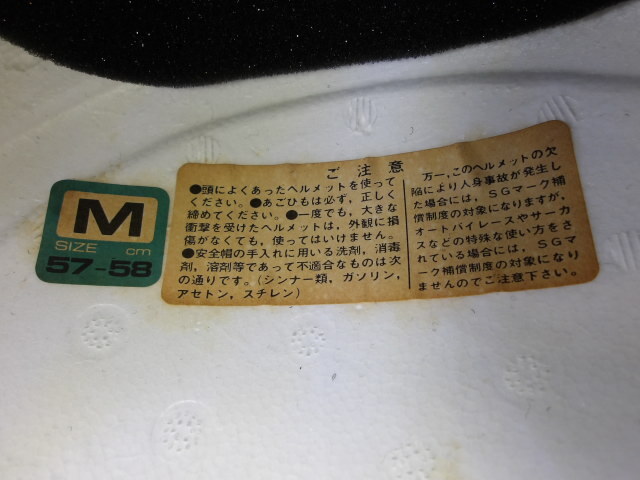 M
SIZE cm
57-58
ご注意
●頭によくあったヘルメットを使って
ください。●あごひもは必ず，正しく
締めてください。●一度でも，大きな
衝撃を受けたヘルメットは，外観に損
傷がなくても，使ってはいけません。
●安全帽の手入れに用いる洗剤，消毒
剤，溶剤等であって不適合なものは次
の通りです。(シンナー類，ガソリン，
アセトン，スチレン)
万一，このヘルメットの欠
陥により人身事故が発生し
た場合には，ＳＧマーク補
償制度の対象になりますが，
オートバイレースやサーカ
スなどの特殊な使い方をさ
れている場合には，ＳＧマ
ーク補償制度の対象になり
ませんのでご注意下さい。